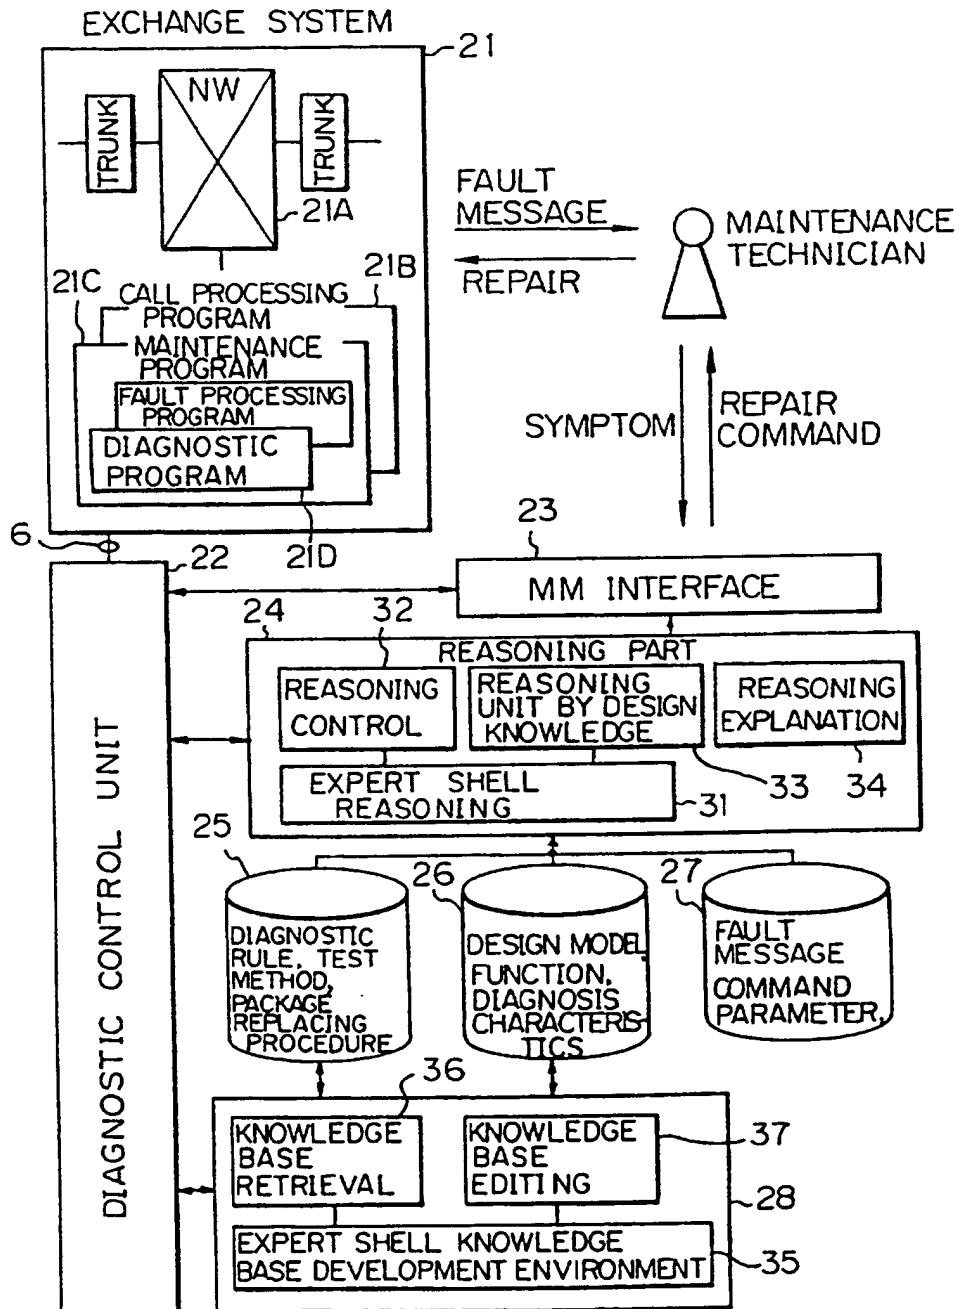 EXCHANGE SYSTEM
21
NW
TRUNK
TRUNK
21A
FAULT
MESSAGE
REPAIR
MAINTENANCE
TECHNICIAN
21C
21B
CALL PROCESSING
PROGRAM
MAINTENANCE
PROGRAM
FAULT PROCESSING
PROGRAM
DIAGNOSTIC
PROGRAM
21D
SYMPTOM
REPAIR
COMMAND
6
22
23
MM INTERFACE
24
32
REASONING PART
REASONING
CONTROL
REASONING
UNIT BY DESIGN
KNOWLEDGE
REASONING
EXPLANATION
EXPERT SHELL
REASONING
31
33
34
DIAGNOSTIC CONTROL UNIT
25
26
27
DIAGNOSTIC
RULE, TEST
METHOD,
PACKAGE
REPLACING
PROCEDURE
DESIGN MODEL
FUNCTION,
DIAGNOSIS
CHARACTERIS-
TICS
FAULT
MESSAGE
COMMAND
PARAMETER,
36
KNOWLEDGE
BASE
RETRIEVAL
KNOWLEDGE
BASE
EDITING
37
28
EXPERT SHELL KNOWLEDGE
BASE DEVELOPMENT ENVIRONMENT
35